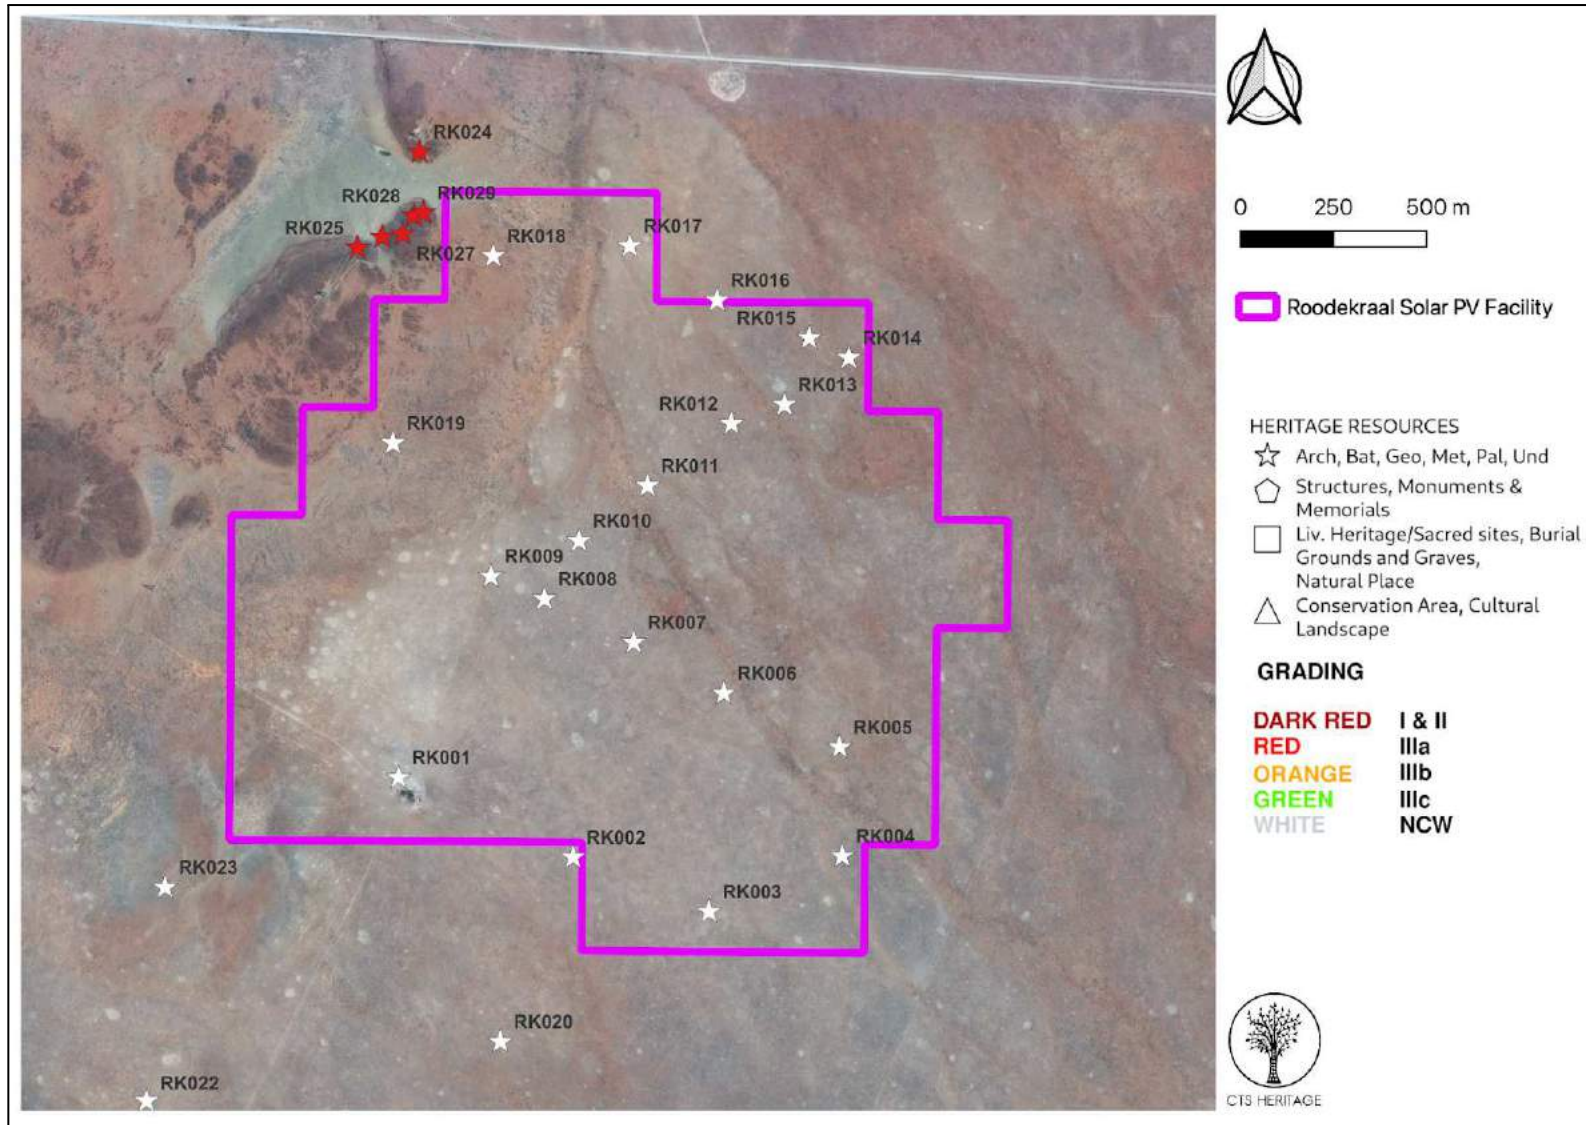 RK024
RK028
RK029
RK025
RK027
RK018
RK017
RK016
RK015
RK014
RK013
RK012
RK019
RK011
RK010
RK009
RK008
RK007
RK006
RK005
RK001
RK002
RK004
RK023
RK003
RK020
RK022
0 250 500 m
Roodekraal Solar PV Facility
HERITAGE RESOURCES
Arch, Bat, Geo, Met, Pal, Und
Structures, Monuments &
Memorials
Liv. Heritage/Sacred sites, Burial
Grounds and Graves,
Natural Place
Conservation Area, Cultural
Landscape
GRADING
DARK RED I & II
RED IIIa
ORANGE IIIb
GREEN IIIc
WHITE NCW
CTS HERITAGE